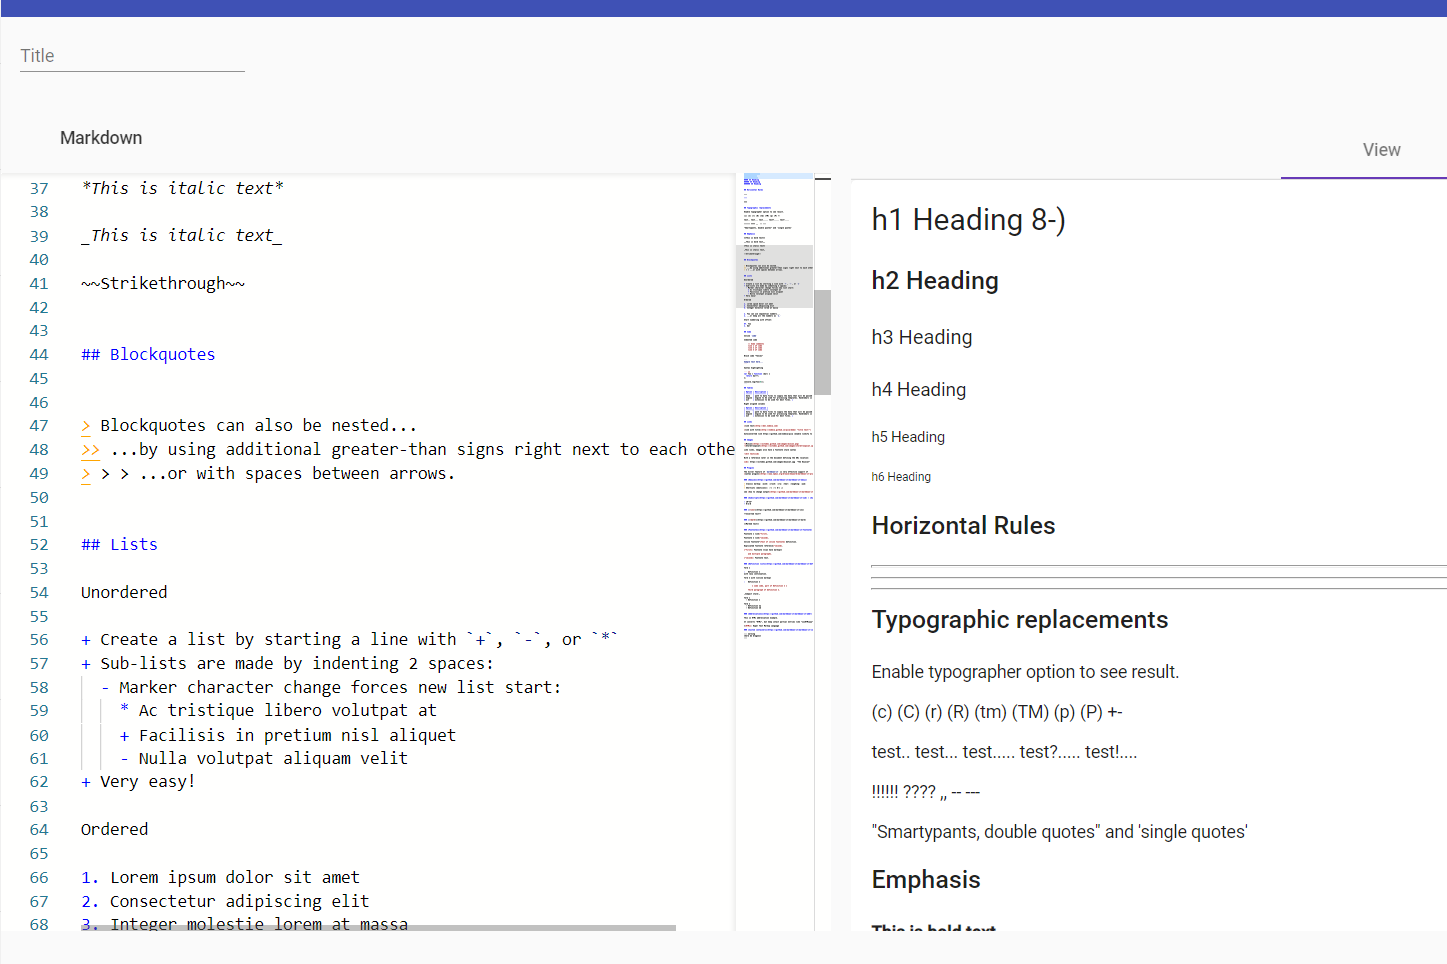 Title
Markdown
View
37 *This is italic text*
38
39 _This is italic text_
40
41 ~~Strikethrough~~
42
43
44 ## Blockquotes
45
46
47 > Blockquotes can also be nested...
48 >> ...by using additional greater-than signs right next to each othe
49 > > > ...or with spaces between arrows.
50
51
52 ## Lists
53
54 Unordered
55
56 + Create a list by starting a line with `+`, `-`, or `*`
57 + Sub-lists are made by indenting 2 spaces:
58 - Marker character change forces new list start:
59 * Ac tristique libero volutpat at
60 + Facilisis in pretium nisl aliquet
61 - Nulla volutpat aliquam velit
62 + Very easy!
63
64 Ordered
65
66 1. Lorem ipsum dolor sit amet
67 2. Consectetur adipiscing elit
68 3. Integer molestie lorem at massa
h1 Heading 8-)
h2 Heading
h3 Heading
h4 Heading
h5 Heading
h6 Heading
Horizontal Rules
Typographic replacements
Enable typographer option to see result.
(c) (C) (r) (R) (tm) (TM) (p) (P) +-
test.. test... test..... test?..... test!....
!!!!!! ???? ,, -- ---
"Smartypants, double quotes" and 'single quotes'
Emphasis
This is bold text